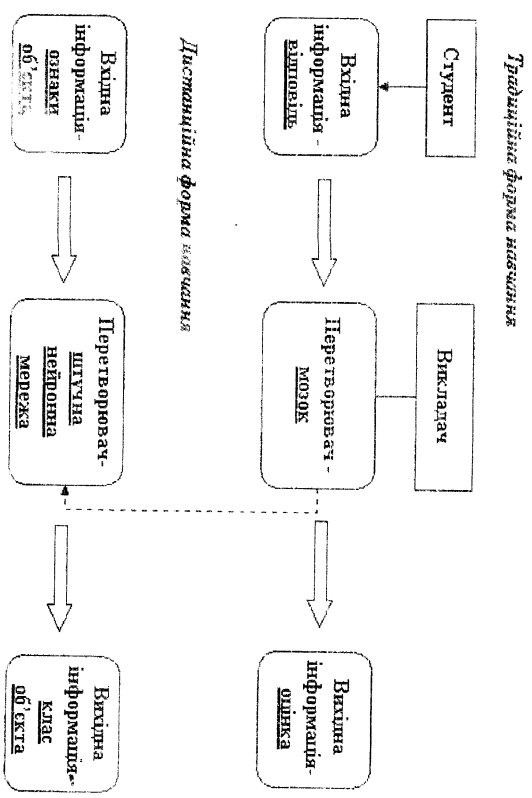 Традиційна форма навчання
Студент
Викладач
Вхідна
інформація -
відповідь
Перетворювач -
мозок
Вихідна
інформація-
оцінка
Дистанційна форма навчання
Вхідна
інформація-
ознаки
об’єкта
Перетворювач-
штучна
нейронна
мережа
Вихідна
інформація-
клас
об’єкта